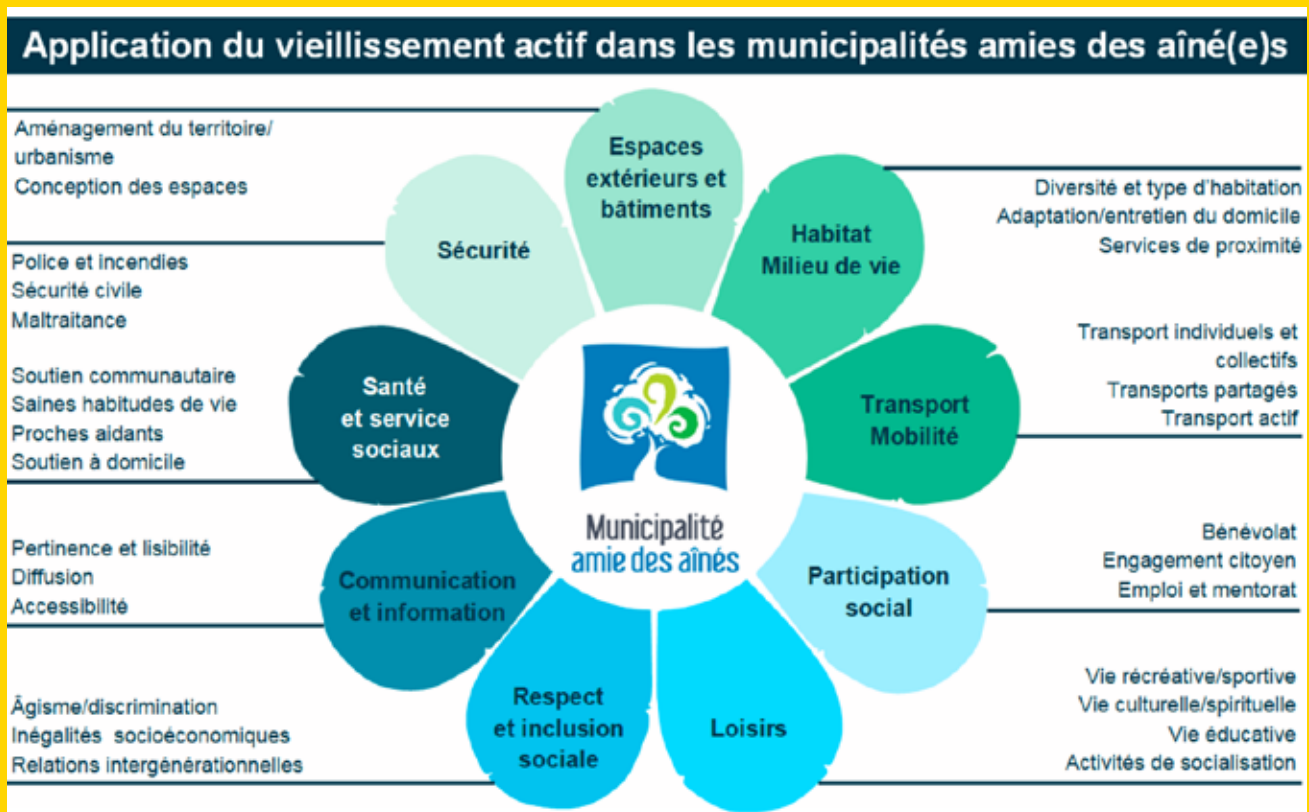 Application du vieillissement actif dans les municipalités amies des aîné(e)s
Aménagement du territoire/
urbanisme
Conception des espaces
Espaces
extérieurs et
bâtiments
Habitat
Milieu de vie
Diversité et type d'habitation
Adaptation/entretien du domicile
Services de proximité
Sécurité
Police et incendies
Sécurité civile
Maltraitance
Transport individuels et
collectifs
Transports partagés
Transport actif
Transport
Mobilité
Santé
et service
sociaux
Soutien communautaire
Saines habitudes de vie
Proches aidants
Soutien à domicile
Municipalité
amie des aînés
Bénévolat
Engagement citoyen
Emploi et mentorat
Participation
social
Communication
et information
Pertinence et lisibilité
Diffusion
Accessibilité
Respect
et inclusion
sociale
Âgisme/discrimination
Inégalités socioéconomiques
Relations intergénérationnelles
Loisirs
Vie récréative/sportive
Vie culturelle/spirituelle
Vie éducative
Activités de socialisation